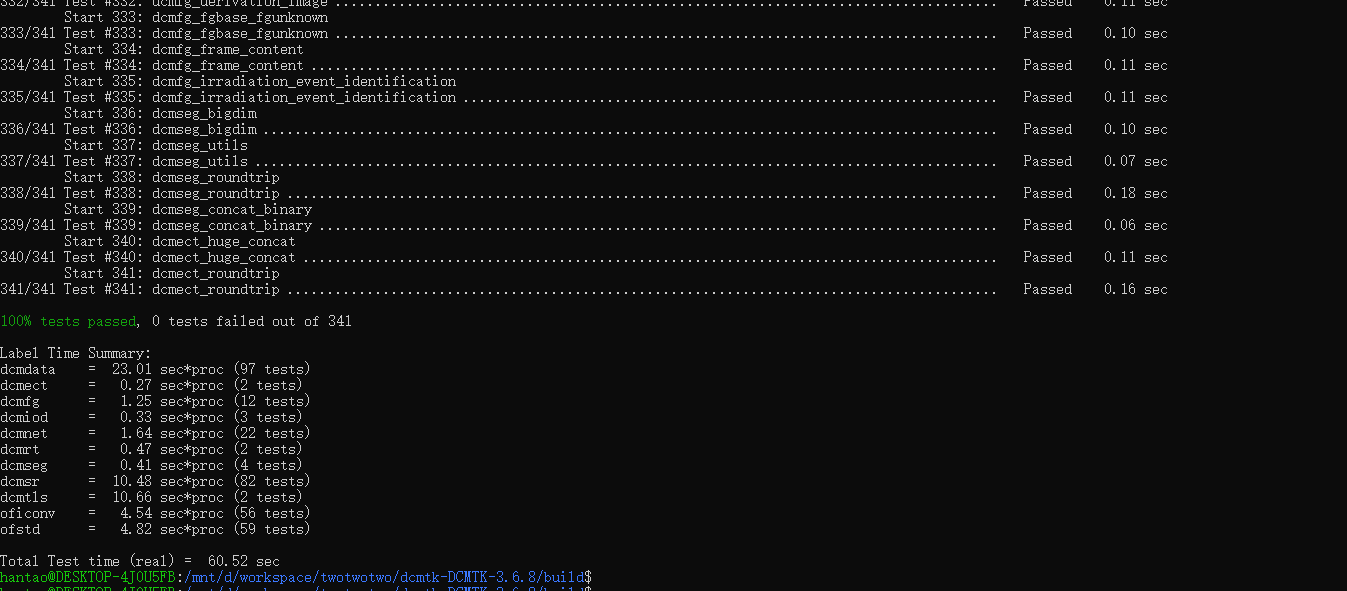 332/341 Test #332: dcmfg_derivation_image ................................................................................... Passed 0.11 sec
Start 333: dcmfg_fgbase_fgunknown
333/341 Test #333: dcmfg_fgbase_fgunknown ................................................................................... Passed 0.10 sec
Start 334: dcmfg_frame_content
334/341 Test #334: dcmfg_frame_content ...................................................................................... Passed 0.11 sec
Start 335: dcmfg_irradiation_event_identification
335/341 Test #335: dcmfg_irradiation_event_identification ................................................................... Passed 0.11 sec
Start 336: dcmseg_bigdim
336/341 Test #336: dcmseg_bigdim ............................................................................................ Passed 0.10 sec
Start 337: dcmseg_utils
337/341 Test #337: dcmseg_utils ............................................................................................. Passed 0.07 sec
Start 338: dcmseg_roundtrip
338/341 Test #338: dcmseg_roundtrip ......................................................................................... Passed 0.18 sec
Start 339: dcmseg_concat_binary
339/341 Test #339: dcmseg_concat_binary ..................................................................................... Passed 0.06 sec
Start 340: dcmect_huge_concat
340/341 Test #340: dcmect_huge_concat ....................................................................................... Passed 0.11 sec
Start 341: dcmect_roundtrip
341/341 Test #341: dcmect_roundtrip ......................................................................................... Passed 0.16 sec
100% tests passed, 0 tests failed out of 341
Label Time Summary:
dcmdata = 23.01 sec*proc (97 tests)
dcmect = 0.27 sec*proc (2 tests)
dcmfg = 1.25 sec*proc (12 tests)
dcmiod = 0.33 sec*proc (3 tests)
dcmnet = 1.64 sec*proc (22 tests)
dcmrt = 0.47 sec*proc (2 tests)
dcmseg = 0.41 sec*proc (4 tests)
dcmsr = 10.48 sec*proc (82 tests)
dcmtls = 10.66 sec*proc (2 tests)
oficonv = 4.54 sec*proc (56 tests)
ofstd = 4.82 sec*proc (59 tests)
Total Test time (real) = 60.52 sec
hantao@DESKTOP-4JOU5FB:/mnt/d/workspace/twotwotwo/dcmtk-DCMTK-3.6.8/build$